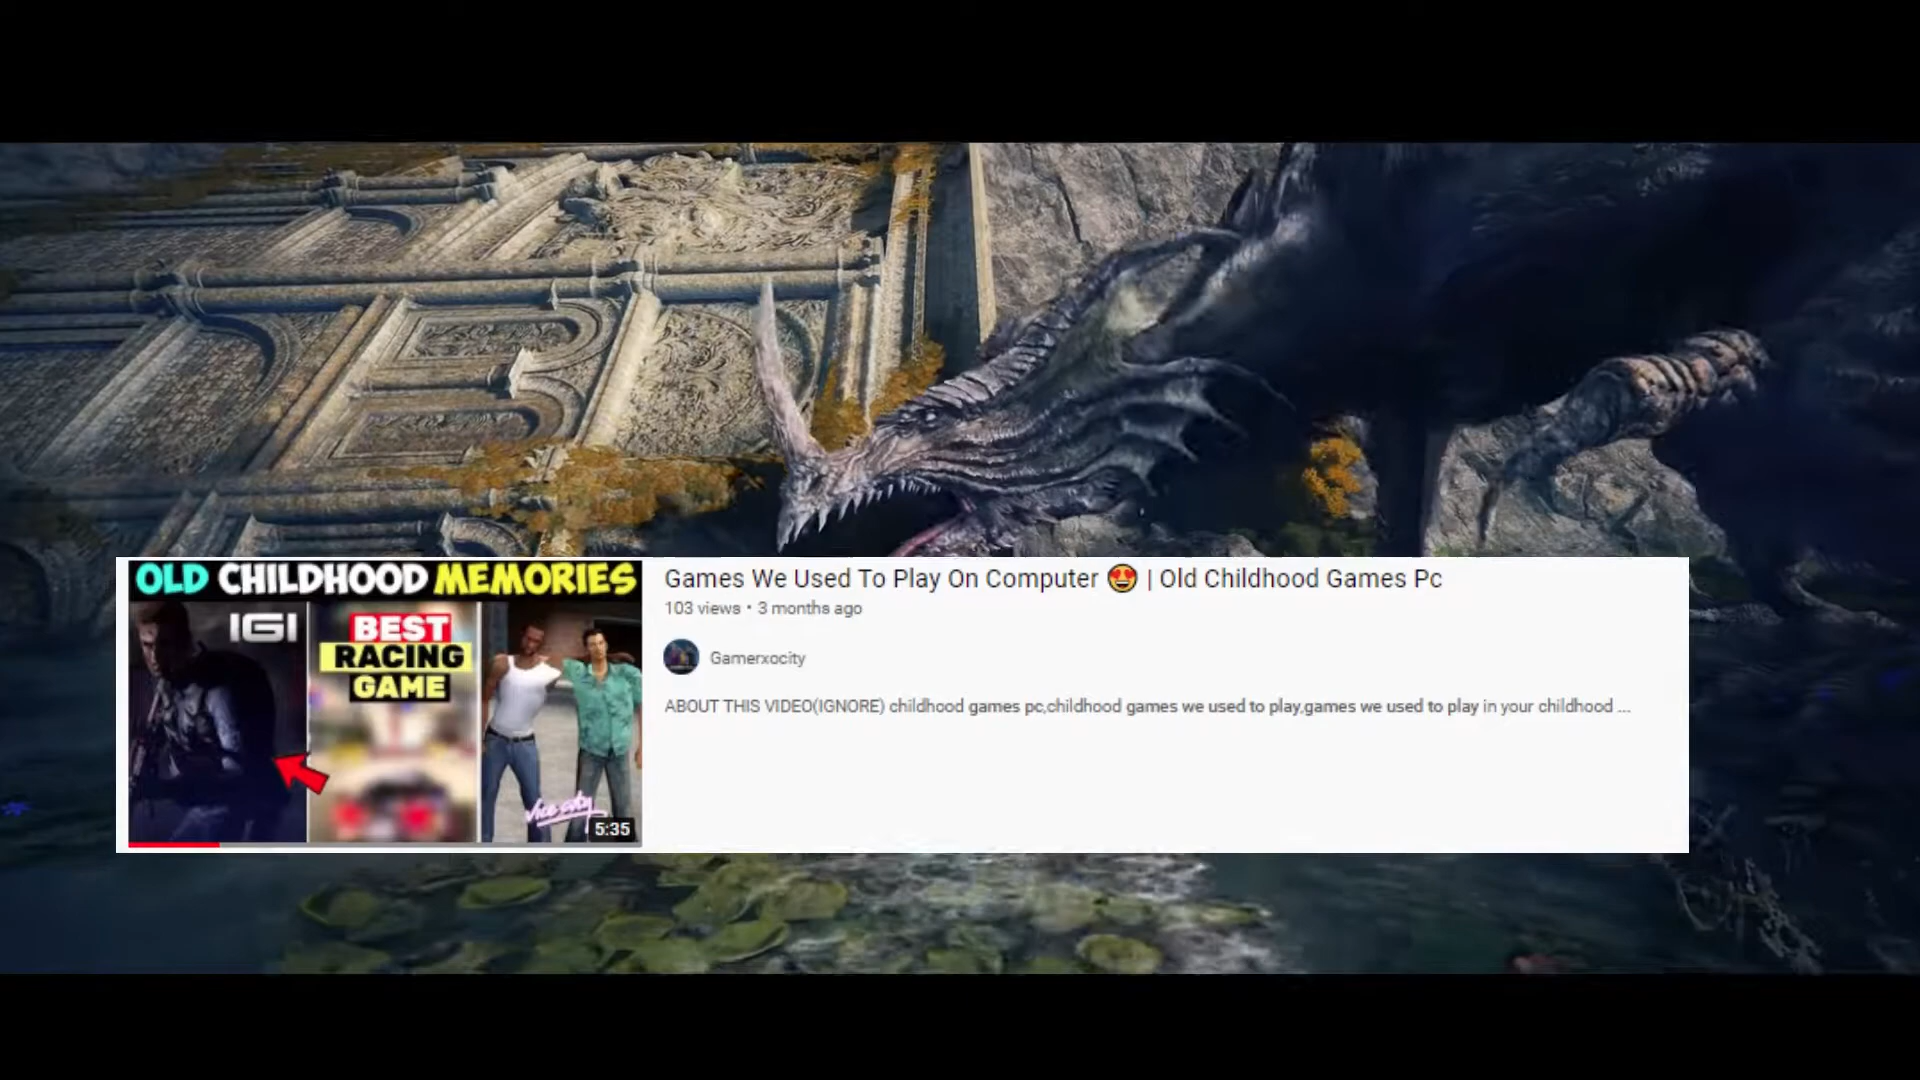 OLD CHILDHOOD MEMORIES
IGI
BEST
RACING
GAME
vice city
5:35
Games We Used To Play On Computer 😍 | Old Childhood Games Pc
103 views • 3 months ago
Gamerxocity
ABOUT THIS VIDEO(IGNORE) childhood games pc,childhood games we used to play,games we used to play in your childhood ...